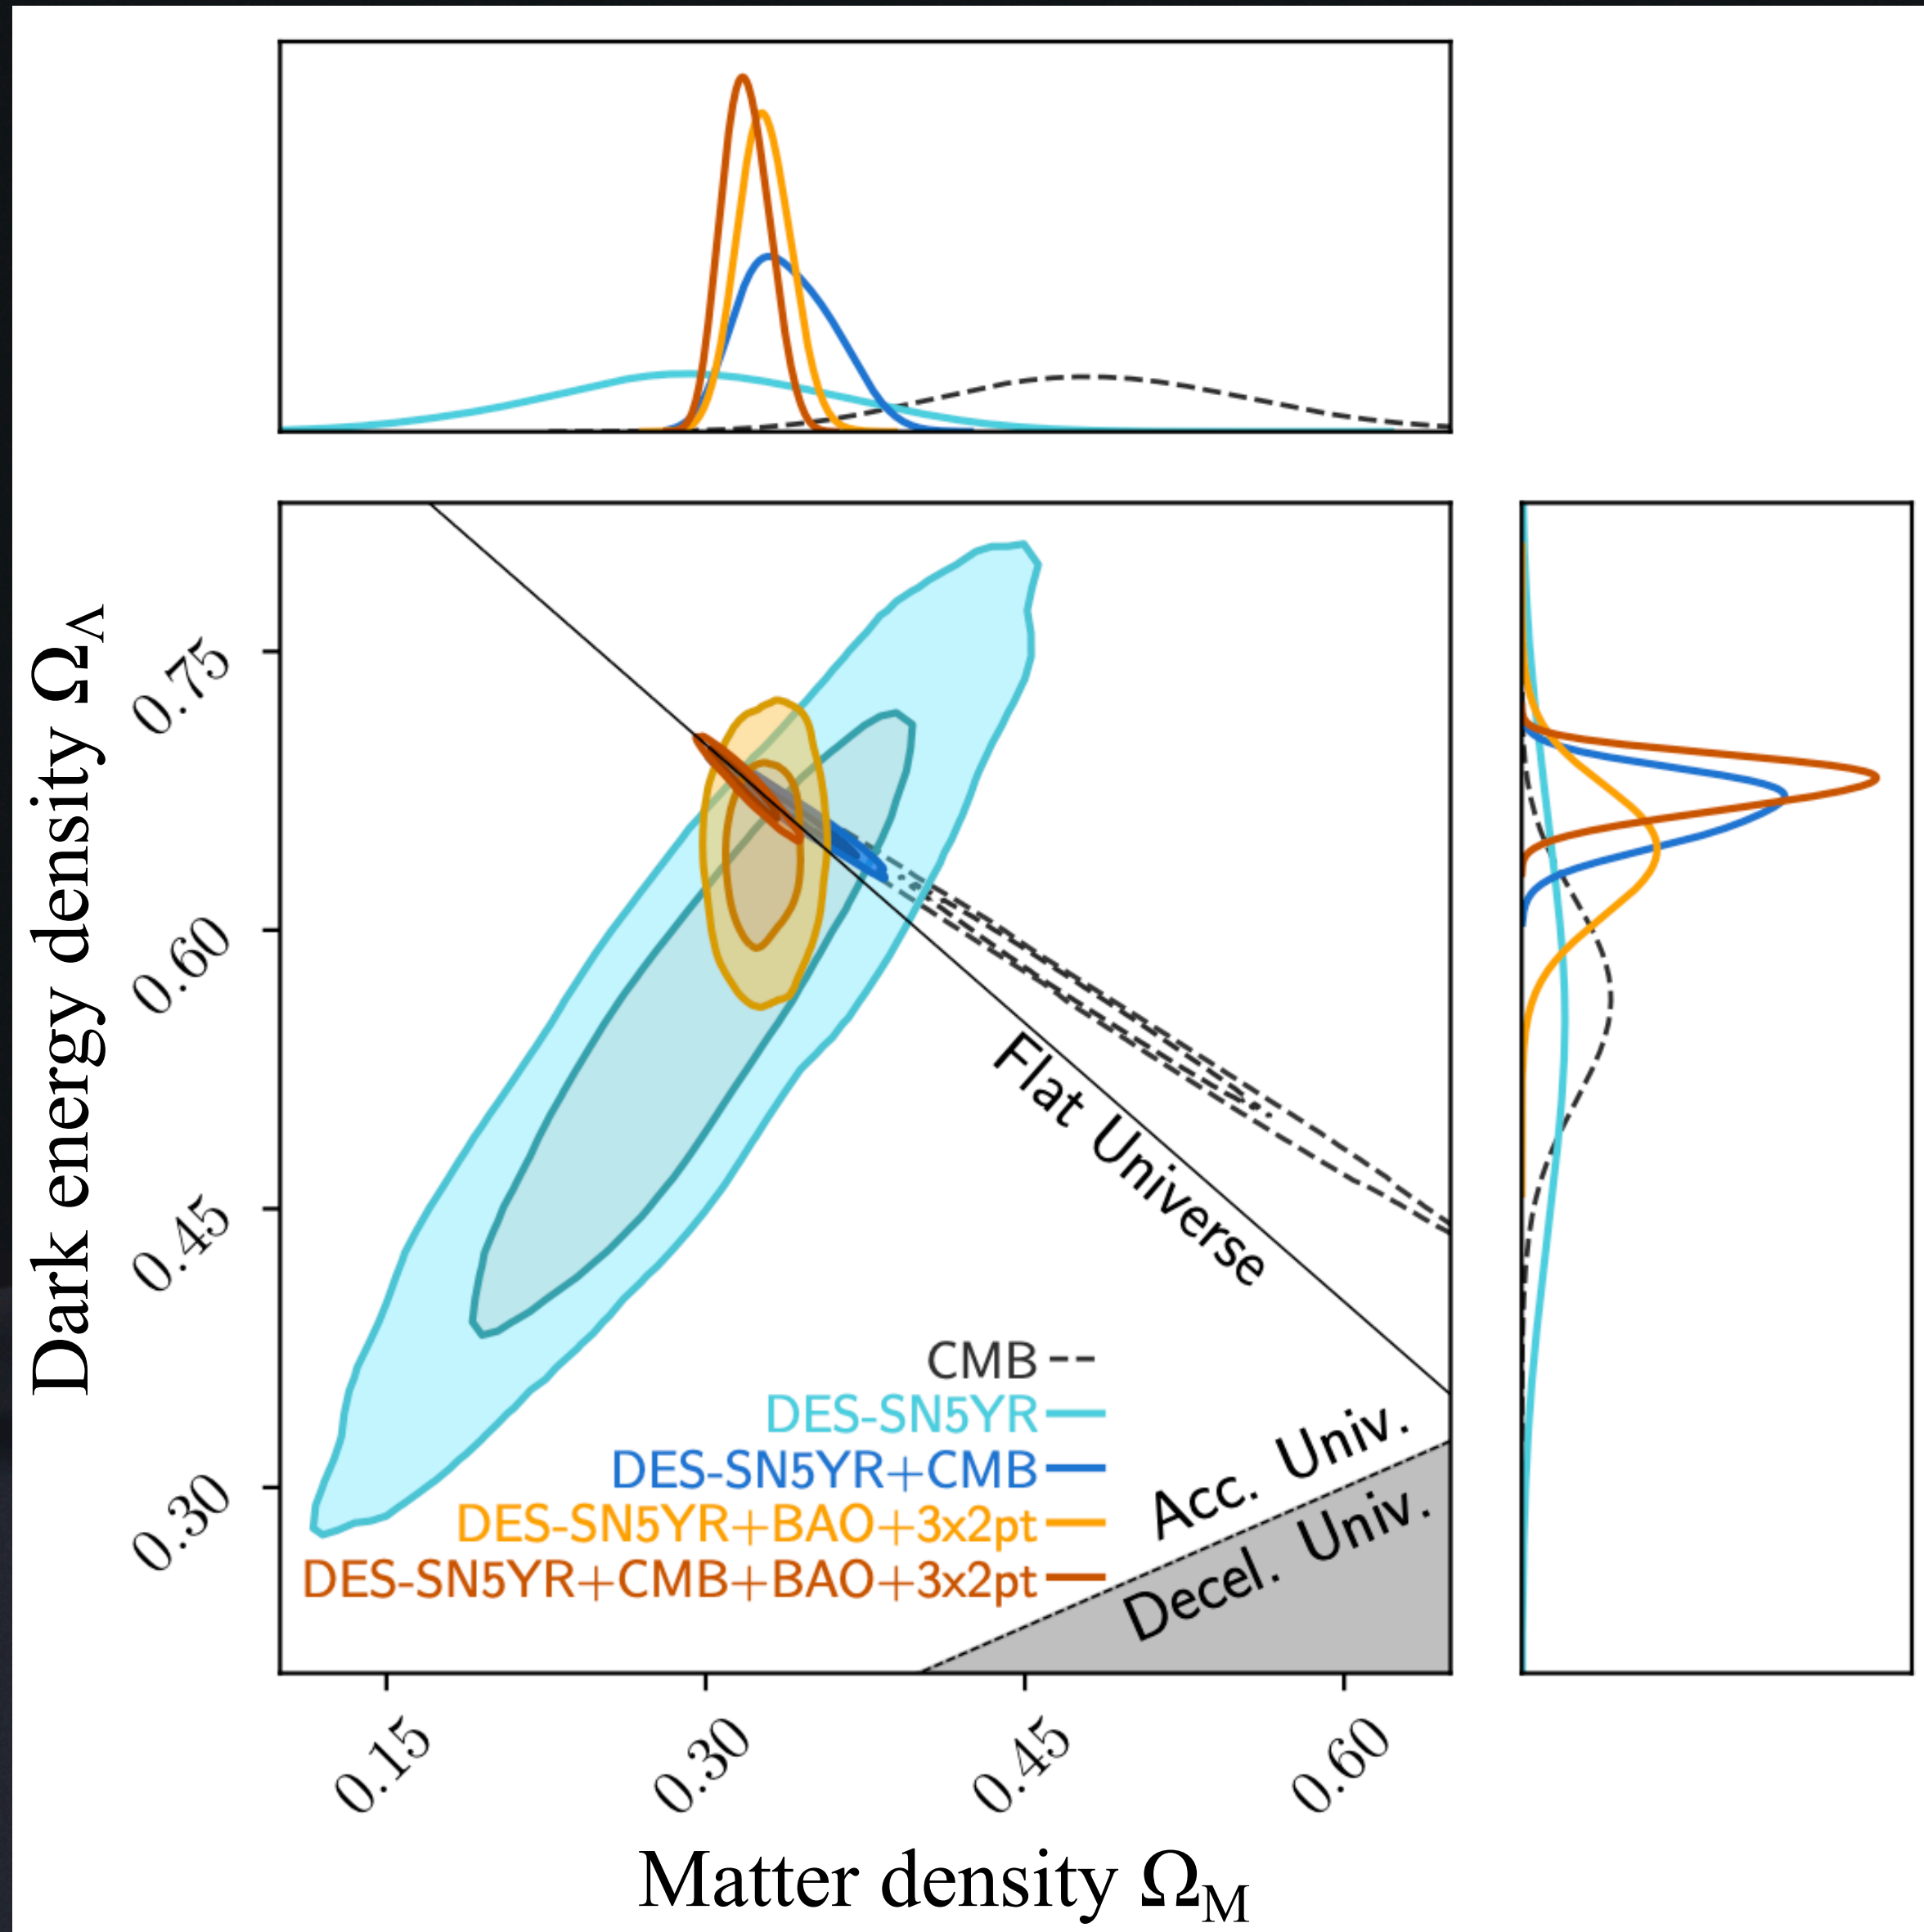 Dark energy density Ω_Λ
0.75
0.60
0.45
0.30
Flat Universe
CMB
DES-SN5YR
DES-SN5YR+CMB
DES-SN5YR+BAO+3x2pt
DES-SN5YR+CMB+BAO+3x2pt
Acc. Univ.
Decel. Univ.
0.15
0.30
0.45
0.60
Matter density Ω_M